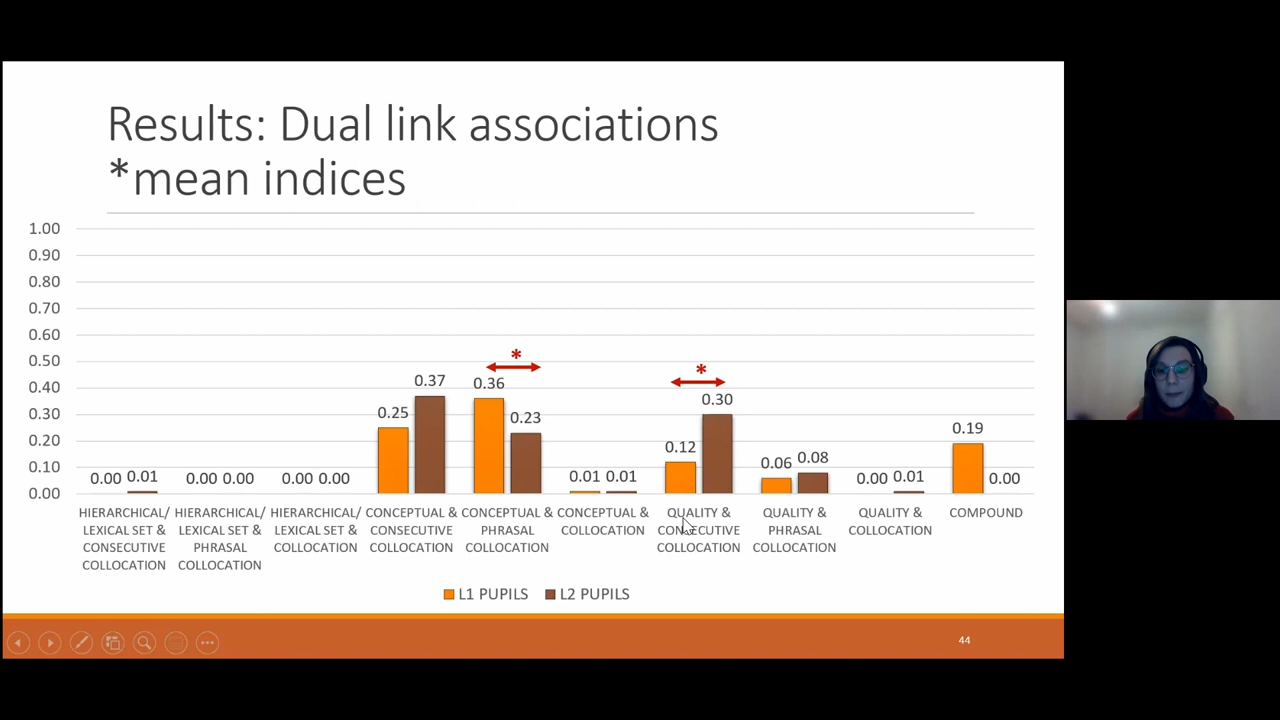 Results: Dual link associations
*mean indices
1.00
0.90
0.80
0.70
0.60
0.50
0.40
0.30
0.20
0.10
0.00
*
*
0.00 0.01
0.00 0.00
0.00 0.00
0.25 0.37
0.36 0.23
0.01 0.01
0.12 0.30
0.06 0.08
0.00 0.01
0.19 0.00
HIERARCHICAL/
LEXICAL SET &
CONSECUTIVE
COLLOCATION
HIERARCHICAL/
LEXICAL SET &
PHRASAL
COLLOCATION
HIERARCHICAL/
LEXICAL SET &
COLLOCATION
CONCEPTUAL &
CONSECUTIVE
COLLOCATION
CONCEPTUAL &
PHRASAL
COLLOCATION
CONCEPTUAL &
COLLOCATION
QUALITY &
CONSECUTIVE
COLLOCATION
QUALITY &
PHRASAL
COLLOCATION
QUALITY &
COLLOCATION
COMPOUND
L1 PUPILS L2 PUPILS
44